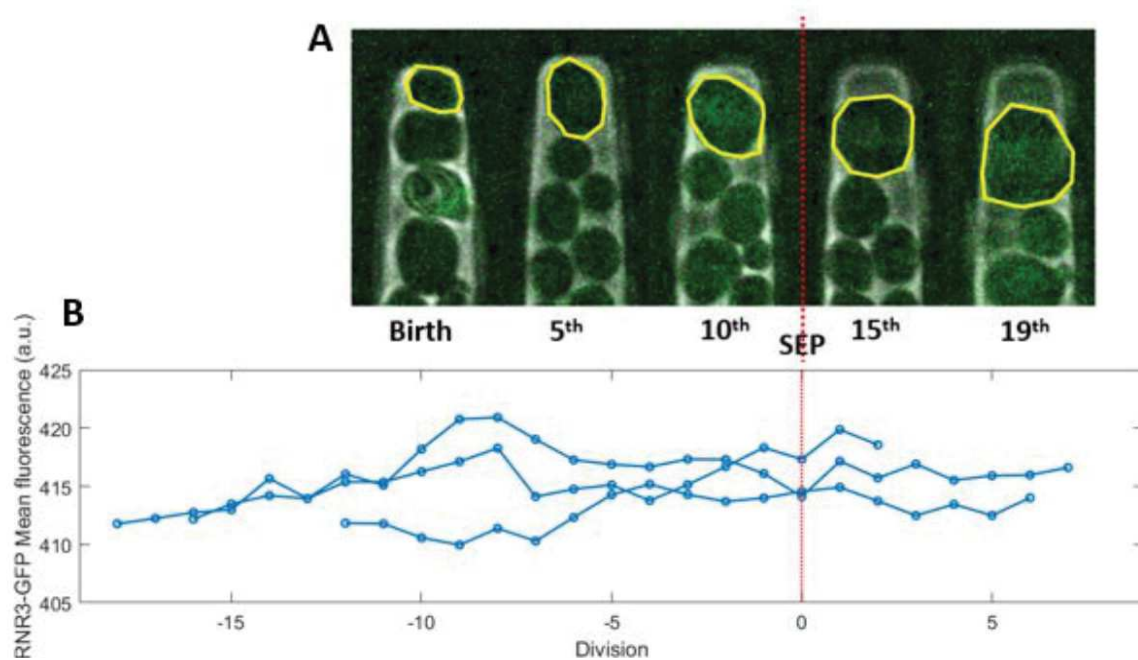 A
B
Birth 5th 10th 15th 19th
SEP
RNR3-GFP Mean fluorescence (a.u.)
425
420
415
410
405
-15 -10 -5 0 5
Division